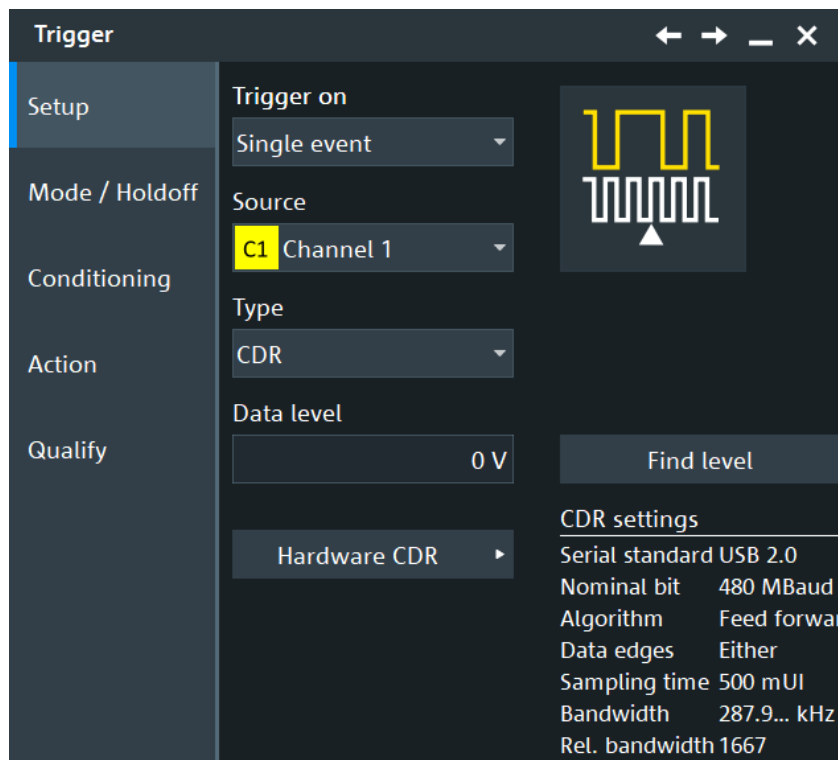 Trigger
Setup
Mode / Holdoff
Conditioning
Action
Qualify
Trigger on
Single event
Source
C1 Channel 1
Type
CDR
Data level
0 V
Find level
Hardware CDR
CDR settings
Serial standard USB 2.0
Nominal bit 480 MBaud
Algorithm Feed forwar
Data edges Either
Sampling time 500 mUI
Bandwidth 287.9... kHz
Rel. bandwidth 1667